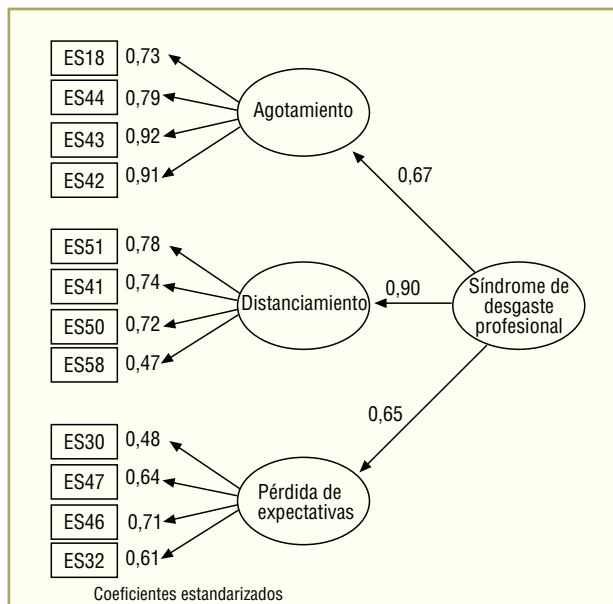 ES18 0,73
ES44 0,79
ES43 0,92
ES42 0,91
Agotamiento
0,67
ES51 0,78
ES41 0,74
ES50 0,72
ES58 0,47
Distanciamiento
0,90
Síndrome de
desgaste
profesional
0,65
ES30 0,48
ES47 0,64
ES46 0,71
ES32 0,61
Pérdida de
expectativas
Coeficientes estandarizados